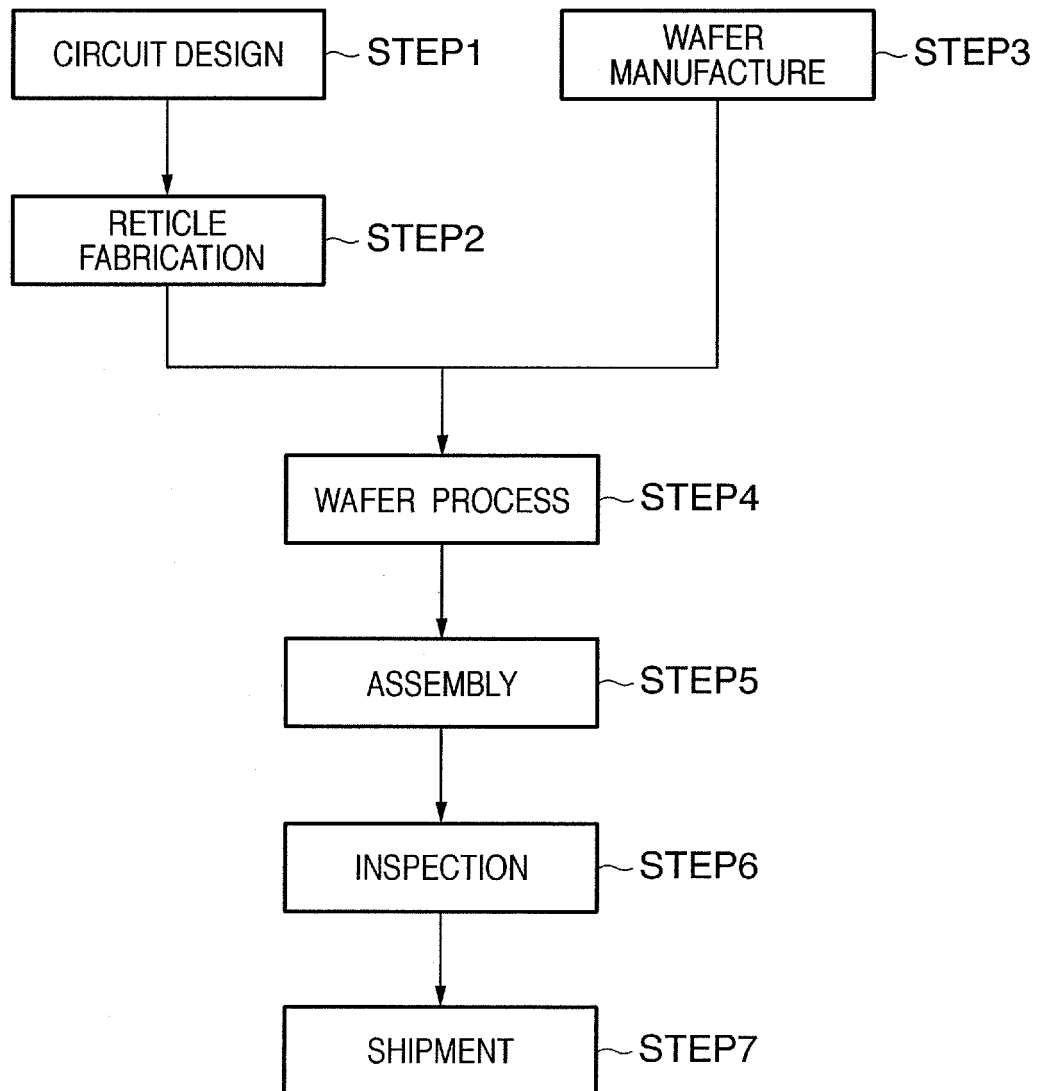 CIRCUIT DESIGN
STEP1
WAFER
MANUFACTURE
STEP3
RETICLE
FABRICATION
STEP2
WAFER PROCESS
STEP4
ASSEMBLY
STEP5
INSPECTION
STEP6
SHIPMENT
STEP7